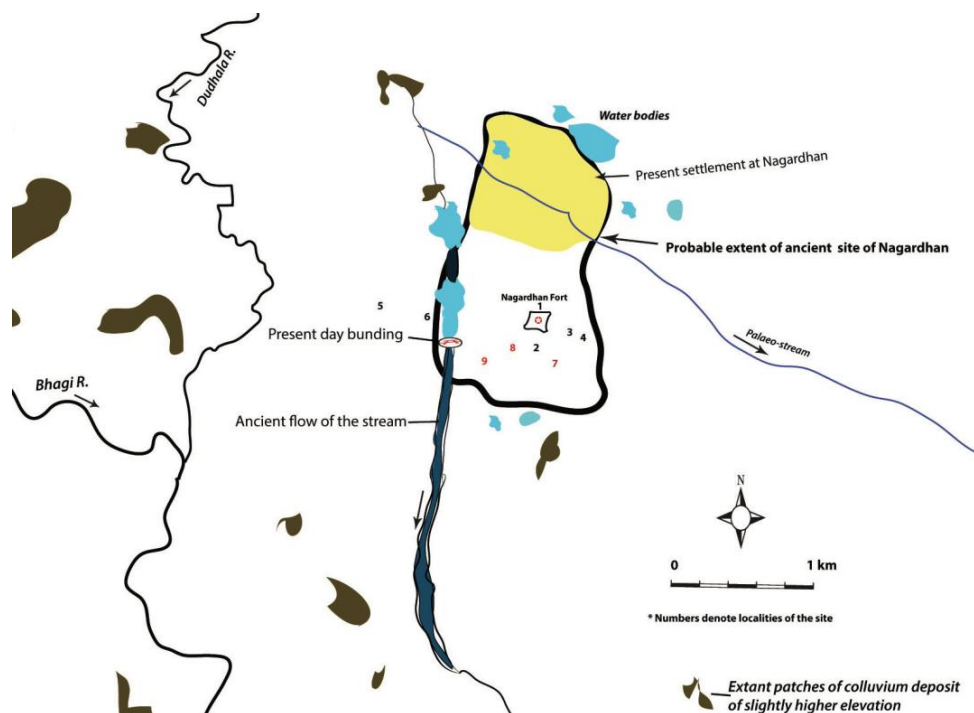 Dudhala R.
Water bodies
Present settlement at Nagardhan
Probable extent of ancient site of Nagardhan
Nagardhan Fort
1
5
6
3
4
Present day bunding
8
2
9
7
Palaeo-stream
Bhagi R.
Ancient flow of the stream
N
0
1 km
* Numbers denote localities of the site
Extant patches of colluvium deposit
of slightly higher elevation